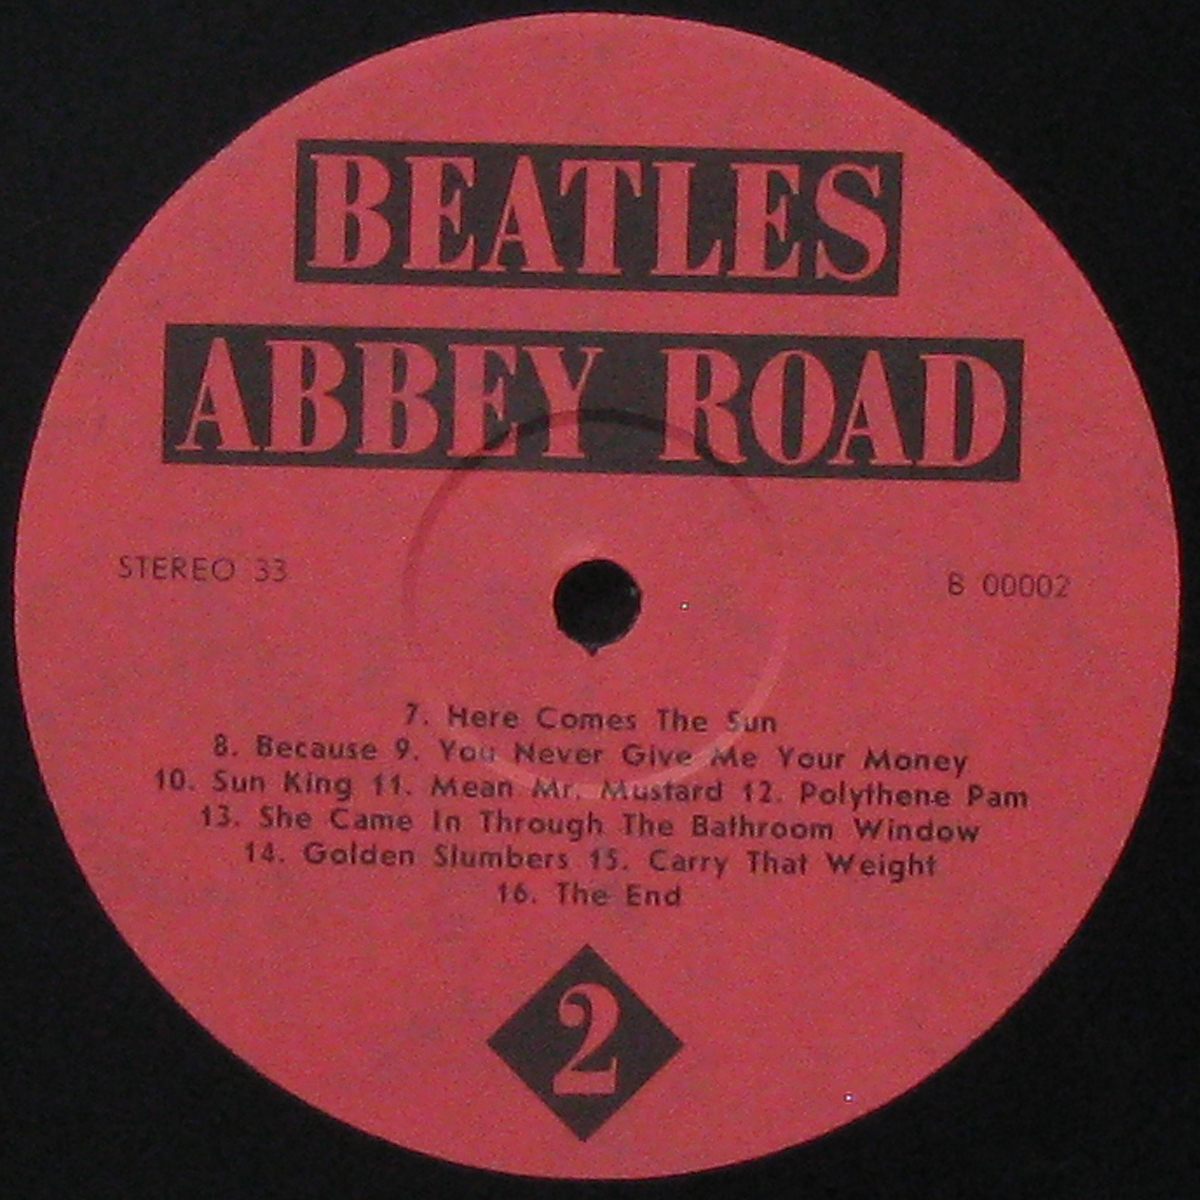 BEATLES
ABBEY ROAD
STEREO 33
B 00002
7. Here Comes The Sun
8. Because 9. You Never Give Me Your Money
10. Sun King 11. Mean Mr. Mustard 12. Polythene Pam
13. She Came In Through The Bathroom Window
14. Golden Slumbers 15. Carry That Weight
16. The End
2